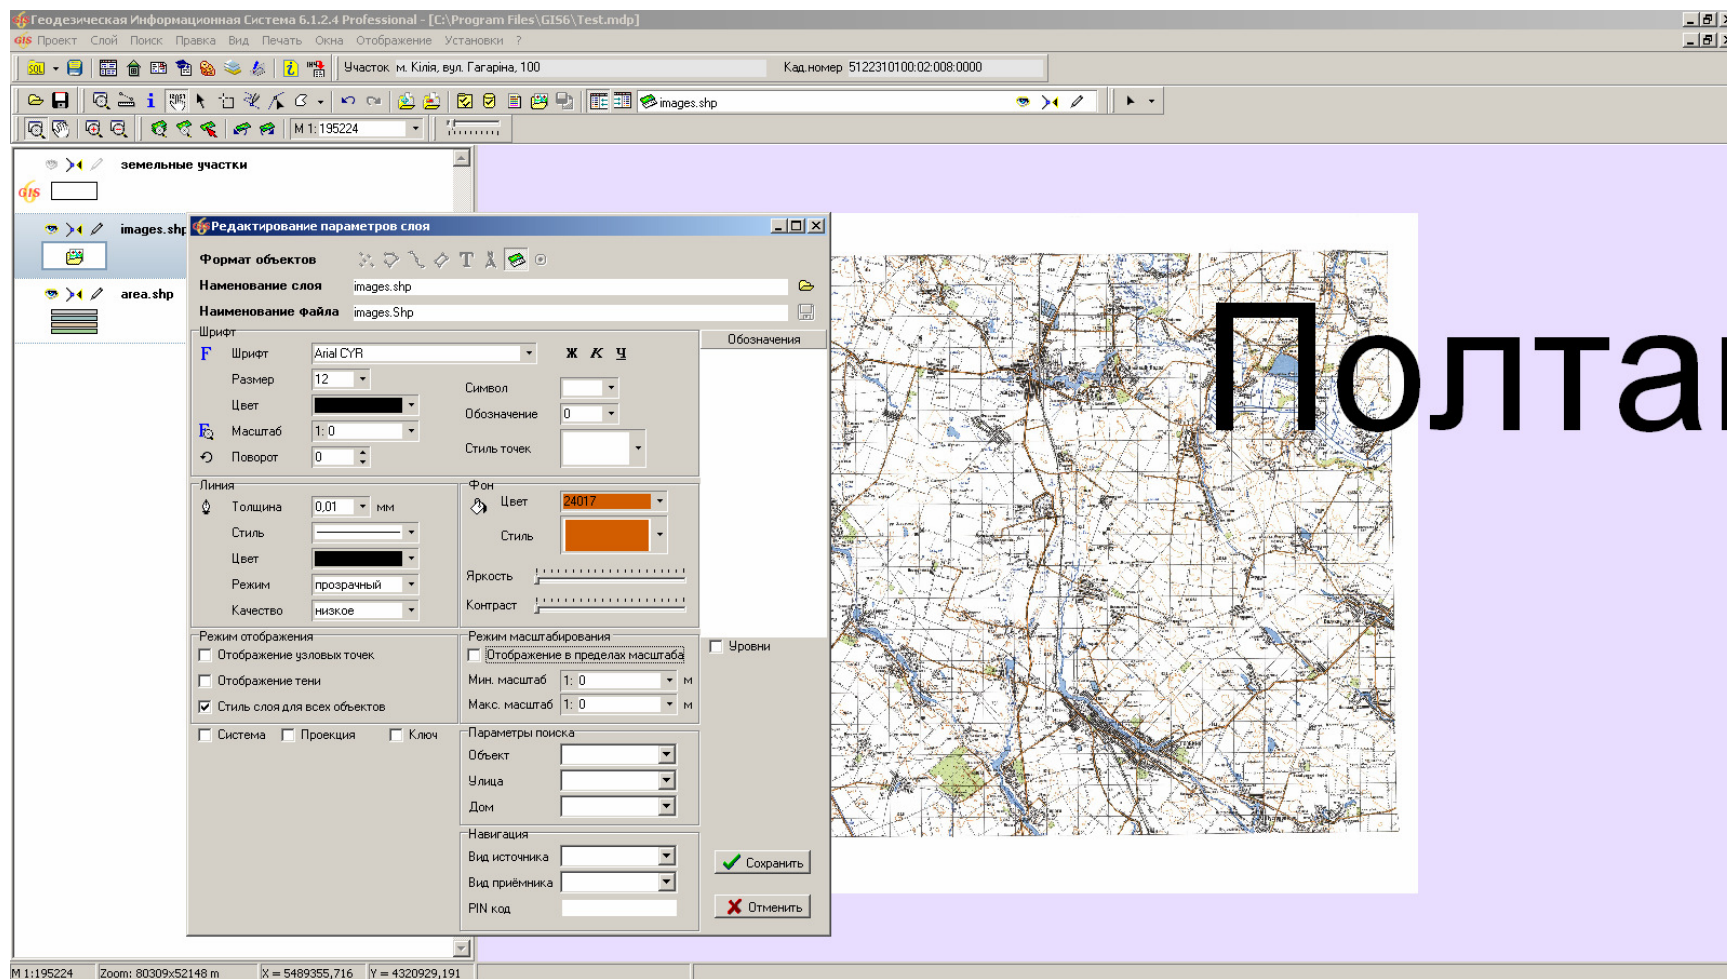 Геодезическая Информационная Система 6.1.2.4 Professional - [C:\Program Files\GIS6\Test.mdp]
GIS Проект Слой Поиск Правка Вид Печать Окна Отображение Установки ?
SQL Участок м. Кілія, вул. Гагаріна, 100 Кад.номер 5122310100:02:008:0000
images.shp
М 1: 195224
земельные участки
GIS
images.shp
area.shp
Редактирование параметров слоя
Формат объектов
Наменование слоя images.shp
Наименование файла images.Shp
Шрифт
Обозначения
Шрифт Arial CYR Ж К Ч
Размер 12
Символ
Цвет
Обозначение 0
Масштаб 1: 0
Стиль точек
Поворот 0
Линия
Толщина 0,01 мм
Стиль
Цвет
Режим прозрачный
Качество низкое
Фон
Цвет 24017
Стиль
Яркость
Контраст
Режим отображения
Отображение узловых точек
Отображение тени
Стиль слоя для всех объектов
Система Проекция Ключ
Режим масштабирования
Отображение в пределах масштаба
Мин. масштаб 1: 0 м
Макс. масштаб 1: 0 м
Уровни
Параметры поиска
Объект
Улица
Дом
Навигация
Вид источника
Вид приёмника
PIN код
Сохранить
Отменить
Полта
М 1:195224 Zoom: 80309x52148 m X = 5489355,716 Y = 4320929,191